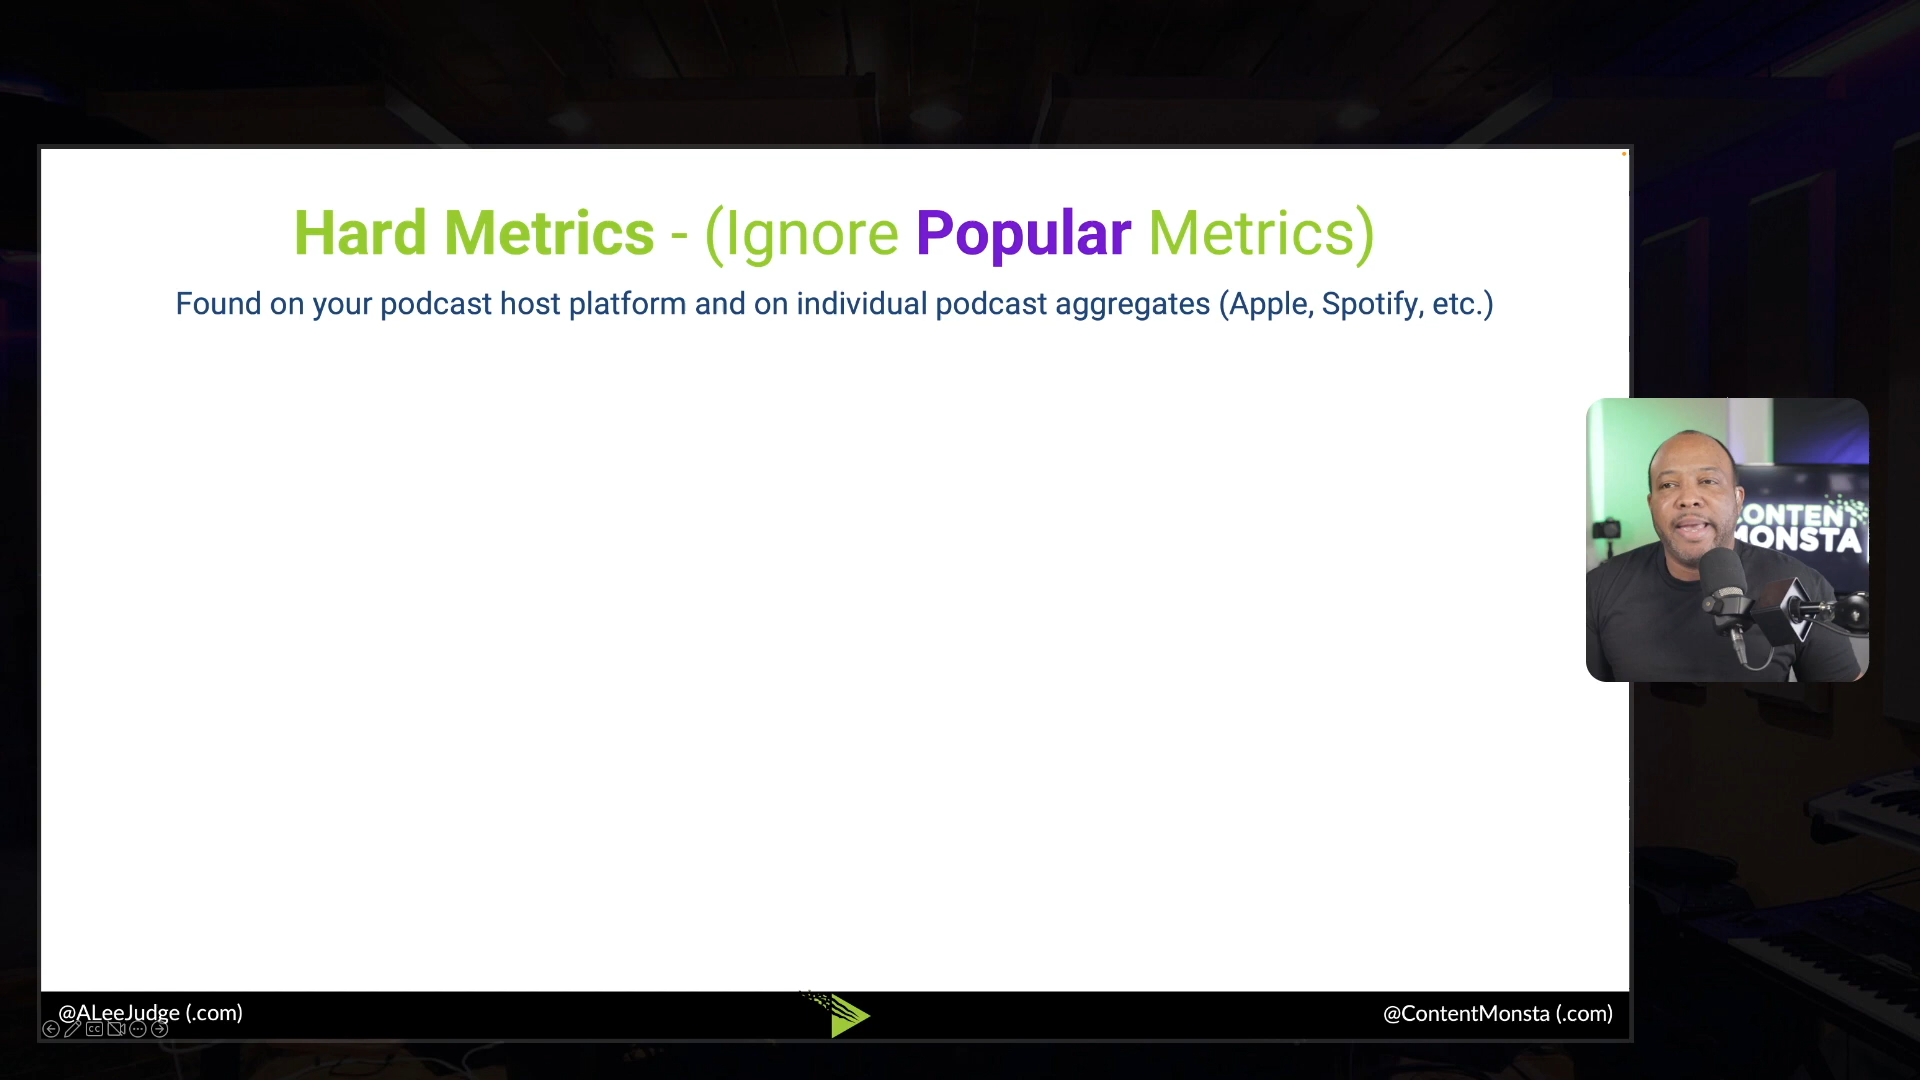 Hard Metrics - (Ignore Popular Metrics)
Found on your podcast host platform and on individual podcast aggregates (Apple, Spotify, etc.)
CONTENT
MONSTA
@ALeeJudge (.com)
@ContentMonsta (.com)